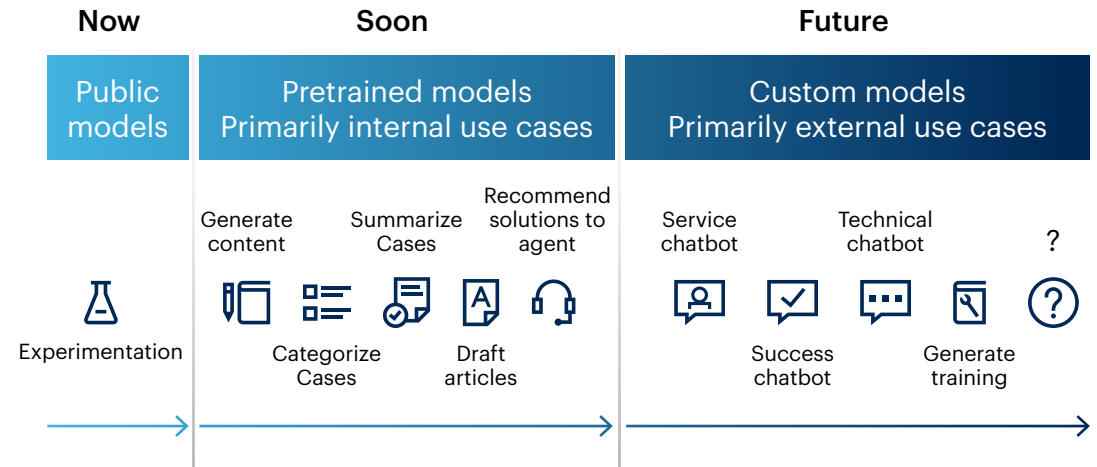 Now
Soon
Future
Public
models
Pretrained models
Primarily internal use cases
Custom models
Primarily external use cases
Experimentation
Generate
content
Categorize
Cases
Summarize
Cases
A
Draft
articles
Recommend
solutions to
agent
Service
chatbot
Success
chatbot
Technical
chatbot
Generate
training
?
?